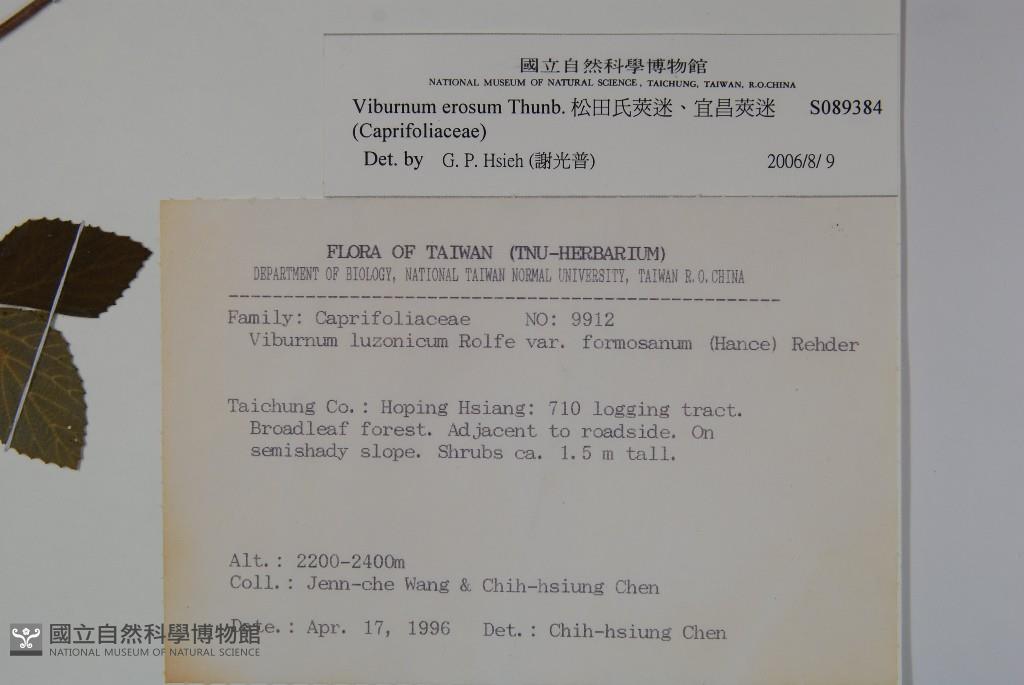 國立自然科學博物館
NATIONAL MUSEUM OF NATURAL SCIENCE, TAICHUNG, TAIWAN, R.O.CHINA
Viburnum erosum Thunb. 松田氏莢迷、宜昌莢迷 S089384
(Caprifoliaceae)
Det. by G. P. Hsieh (謝光普) 2006/8/ 9
FLORA OF TAIWAN (TNU-HERBARIUM)
DEPARTMENT OF BIOLOGY, NATIONAL TAIWAN NORMAL UNIVERSITY, TAIWAN R.O.CHINA
Family: Caprifoliaceae NO: 9912
Viburnum luzonicum Rolfe var. formosanum (Hance) Rehder
Taichung Co.: Hoping Hsiang: 710 logging tract.
Broadleaf forest. Adjacent to roadside. On
semishady slope. Shrubs ca. 1.5 m tall.
Alt.: 2200-2400m
Coll.: Jenn-che Wang & Chih-hsiung Chen
Date.: Apr. 17, 1996 Det.: Chih-hsiung Chen
國立自然科學博物館
NATIONAL MUSEUM OF NATURAL SCIENCE